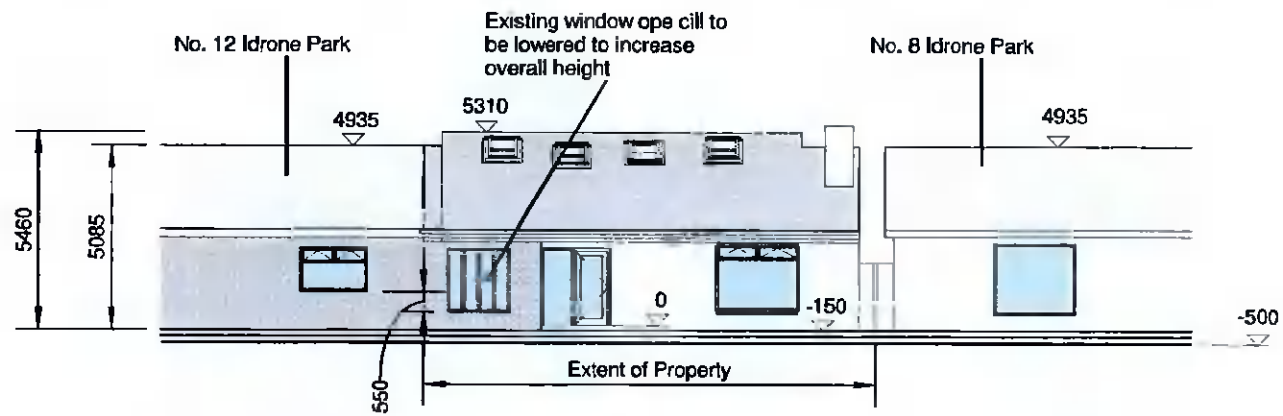 Existing window ope cill to
be lowered to increase
overall height
No. 12 Idrone Park
No. 8 Idrone Park
4935
5310
4935
5460
5085
0
-150
-500
550
Extent of Property